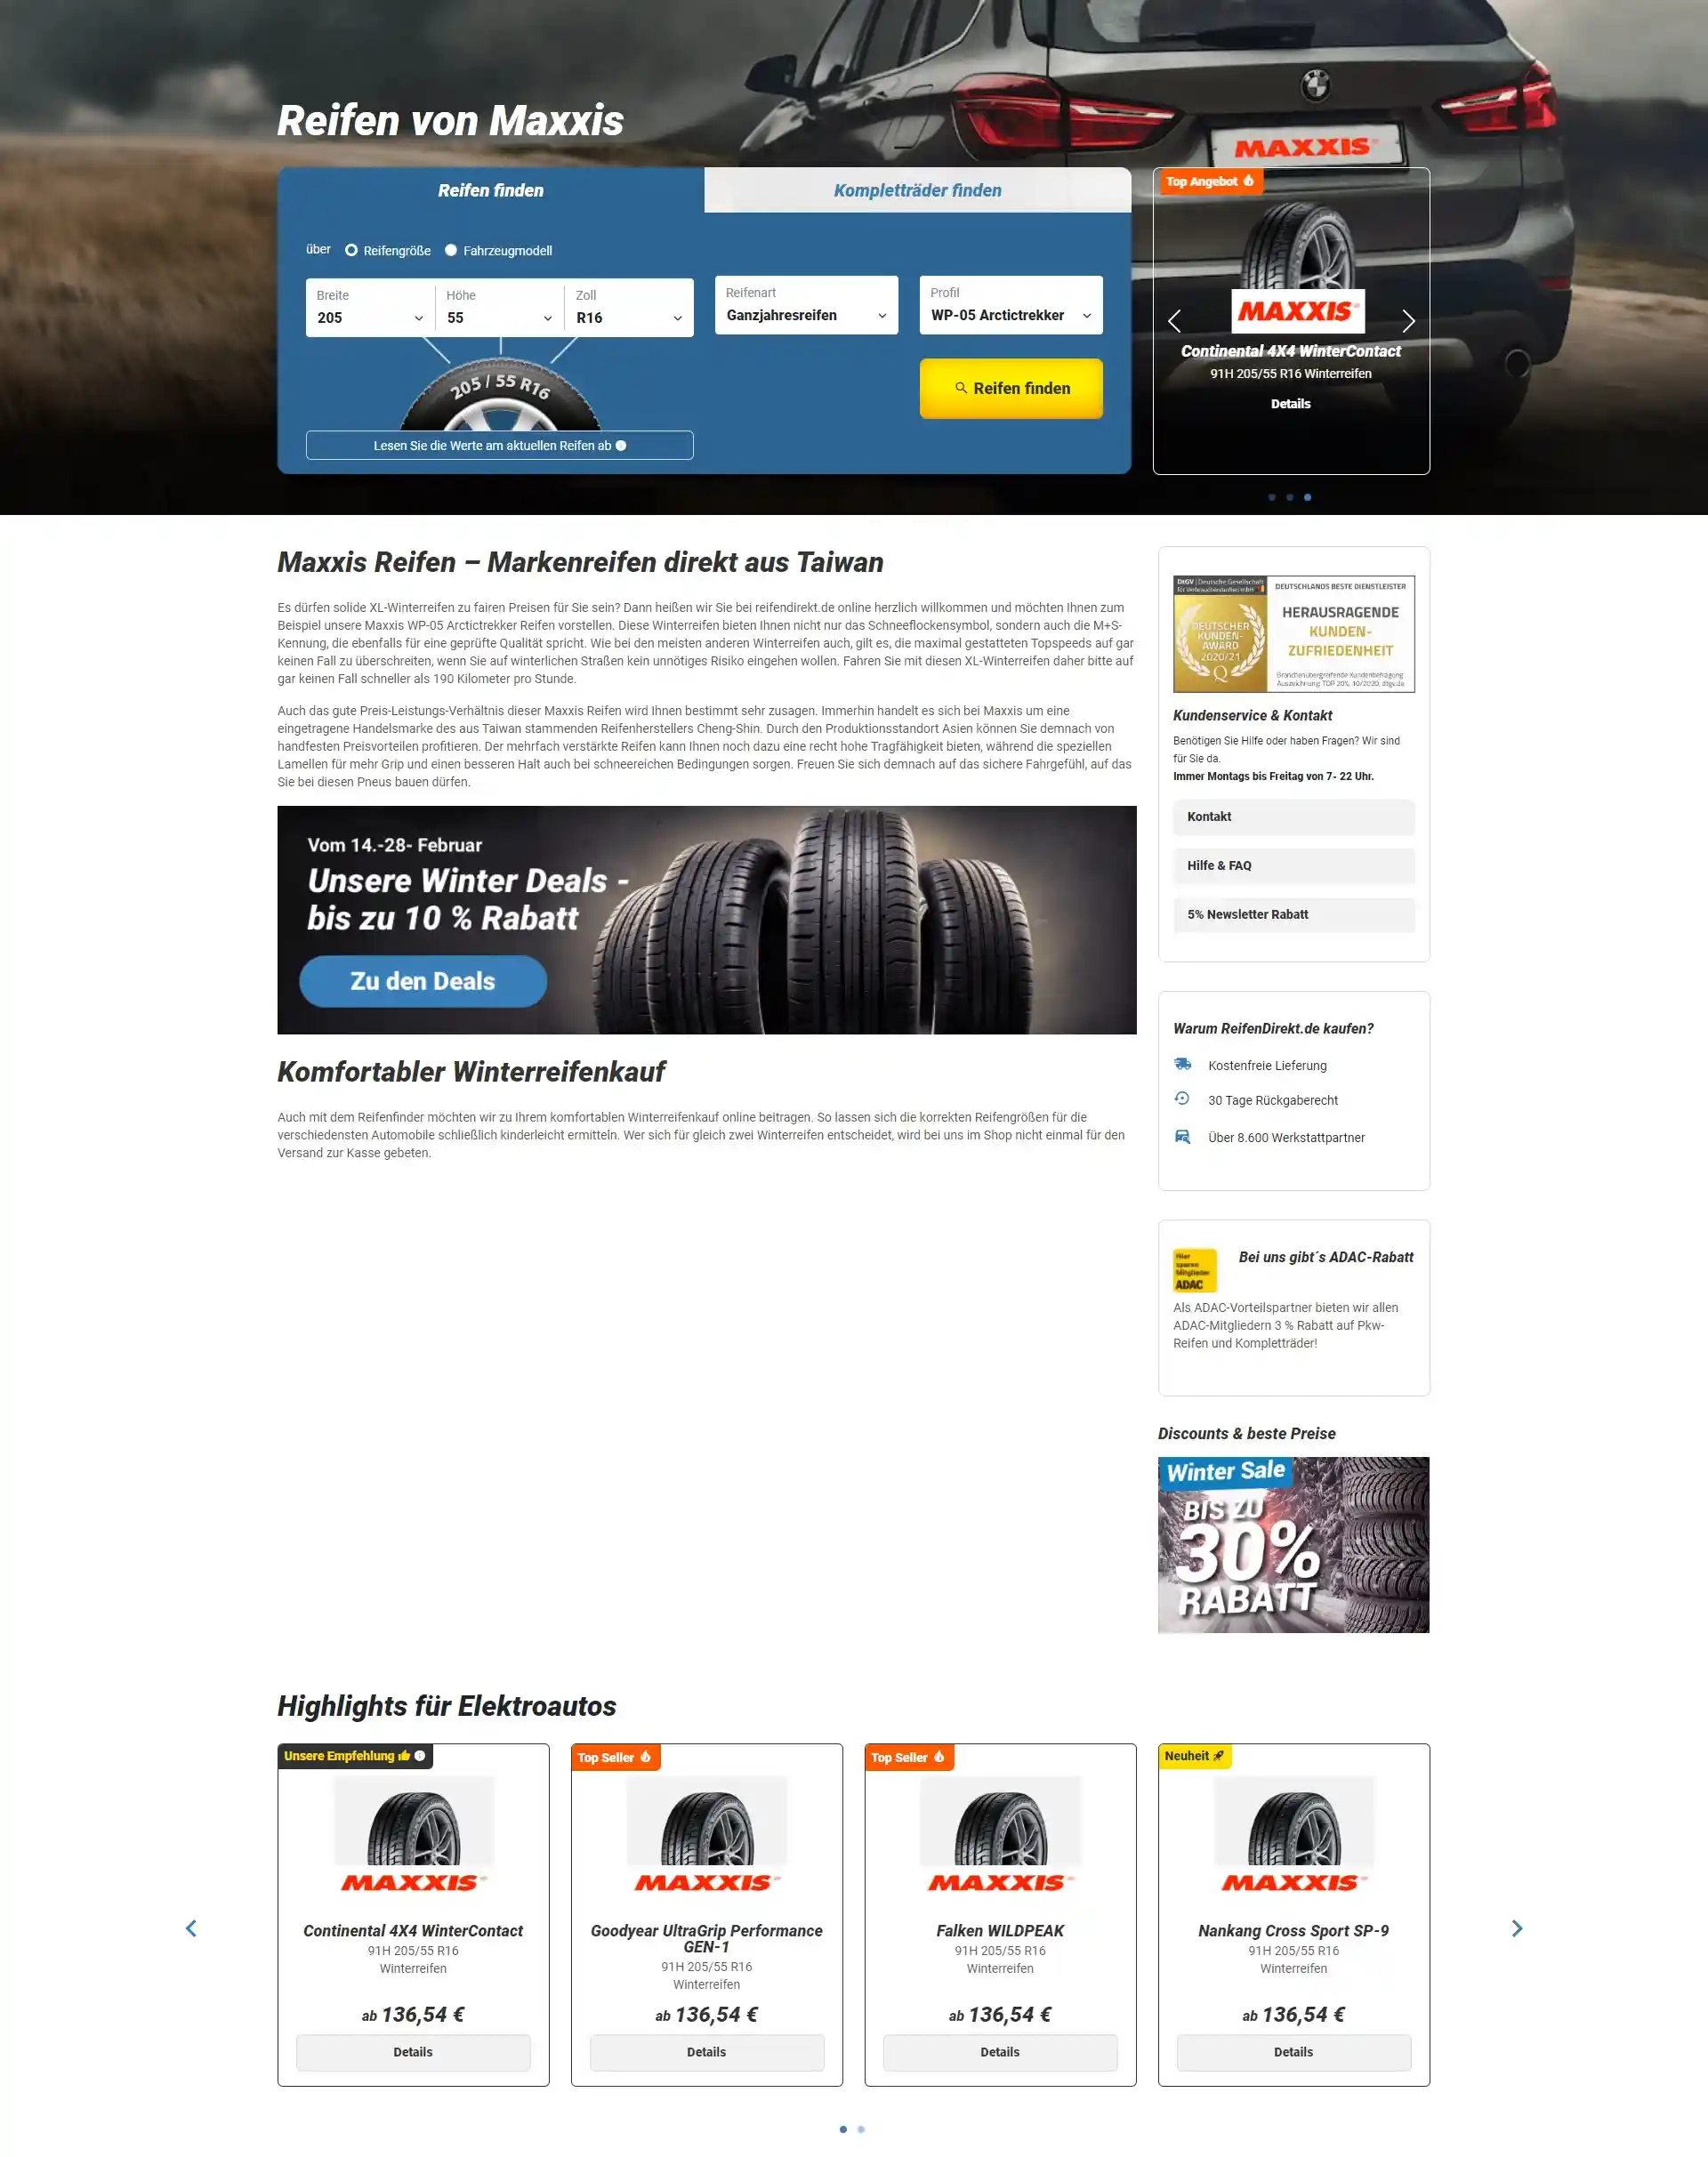 Reifen von Maxxis
MAXXIS
Reifen finden
Kompletträder finden
über Reifengröße Fahrzeugmodell
Breite
205
Höhe
55
Zoll
R16
Reifenart
Ganzjahresreifen
Profil
WP-05 Arctictrekker
205 / 55 R16
Reifen finden
Lesen Sie die Werte am aktuellen Reifen ab
Top Angebot
MAXXIS
Continental 4X4 WinterContact
91H 205/55 R16 Winterreifen
Details
Maxxis Reifen – Markenreifen direkt aus Taiwan
Es dürfen solide XL-Winterreifen zu fairen Preisen für Sie sein? Dann heißen wir Sie bei reifendirekt.de online herzlich willkommen und möchten Ihnen zum
Beispiel unsere Maxxis WP-05 Arctictrekker Reifen vorstellen. Diese Winterreifen bieten Ihnen nicht nur das Schneeflockensymbol, sondern auch die M+S-
Kennung, die ebenfalls für eine geprüfte Qualität spricht. Wie bei den meisten anderen Winterreifen auch, gilt es, die maximal gestatteten Topspeeds auf gar
keinen Fall zu überschreiten, wenn Sie auf winterlichen Straßen kein unnötiges Risiko eingehen wollen. Fahren Sie mit diesen XL-Winterreifen daher bitte auf
gar keinen Fall schneller als 190 Kilometer pro Stunde.
Auch das gute Preis-Leistungs-Verhältnis dieser Maxxis Reifen wird Ihnen bestimmt sehr zusagen. Immerhin handelt es sich bei Maxxis um eine
eingetragene Handelsmarke des aus Taiwan stammenden Reifenherstellers Cheng-Shin. Durch den Produktionsstandort Asien können Sie demnach von
handfesten Preisvorteilen profitieren. Der mehrfach verstärkte Reifen kann Ihnen noch dazu eine recht hohe Tragfähigkeit bieten, während die speziellen
Lamellen für mehr Grip und einen besseren Halt auch bei schneereichen Bedingungen sorgen. Freuen Sie sich demnach auf das sichere Fahrgefühl, auf das
Sie bei diesen Pneus bauen dürfen.
Vom 14.-28- Februar
Unsere Winter Deals -
bis zu 10 % Rabatt
Zu den Deals
Komfortabler Winterreifenkauf
Auch mit dem Reifenfinder möchten wir zu Ihrem komfortablen Winterreifenkauf online beitragen. So lassen sich die korrekten Reifengrößen für die
verschiedensten Automobile schließlich kinderleicht ermitteln. Wer sich für gleich zwei Winterreifen entscheidet, wird bei uns im Shop nicht einmal für den
Versand zur Kasse gebeten.
DtGV | Deutsche Gesellschaft
für Verbraucherstudien mbH
DEUTSCHER
KUNDEN-
AWARD
2020/21
Q
DEUTSCHLANDS BESTE DIENSTLEISTER
HERAUSRAGENDE
KUNDEN-
ZUFRIEDENHEIT
Branchenübergreifende Kundenbefragung
Auszeichnung: TOP 20%, 10/2020, dtgv.de
Kundenservice & Kontakt
Benötigen Sie Hilfe oder haben Fragen? Wir sind
für Sie da.
Immer Montags bis Freitag von 7- 22 Uhr.
Kontakt
Hilfe & FAQ
5% Newsletter Rabatt
Warum ReifenDirekt.de kaufen?
Kostenfreie Lieferung
30 Tage Rückgaberecht
Über 8.600 Werkstattpartner
Hier
sparen
Mitglieder
ADAC
Bei uns gibt´s ADAC-Rabatt
Als ADAC-Vorteilspartner bieten wir allen
ADAC-Mitgliedern 3 % Rabatt auf Pkw-
Reifen und Kompletträder!
Discounts & beste Preise
Winter Sale
BIS ZU
30%
RABATT
Highlights für Elektroautos
Unsere Empfehlung
MAXXIS
Continental 4X4 WinterContact
91H 205/55 R16
Winterreifen
ab 136,54 €
Details
Top Seller
MAXXIS
Goodyear UltraGrip Performance
GEN-1
91H 205/55 R16
Winterreifen
ab 136,54 €
Details
Top Seller
MAXXIS
Falken WILDPEAK
91H 205/55 R16
Winterreifen
ab 136,54 €
Details
Neuheit
MAXXIS
Nankang Cross Sport SP-9
91H 205/55 R16
Winterreifen
ab 136,54 €
Details